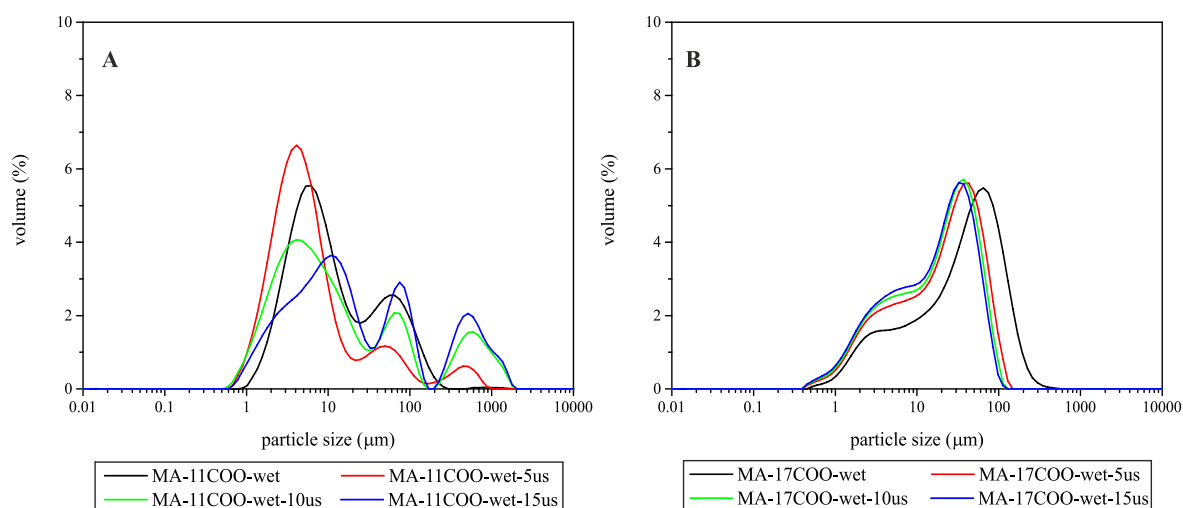 A
volume (%)
10
8
6
4
2
0
0.01 0.1 1 10 100 1000 10000
particle size (μm)
MA-11COO-wet MA-11COO-wet-5us
MA-11COO-wet-10us MA-11COO-wet-15us
B
volume (%)
10
8
6
4
2
0
0.01 0.1 1 10 100 1000 10000
particle size (μm)
MA-17COO-wet MA-17COO-wet-5us
MA-17COO-wet-10us MA-17COO-wet-15us